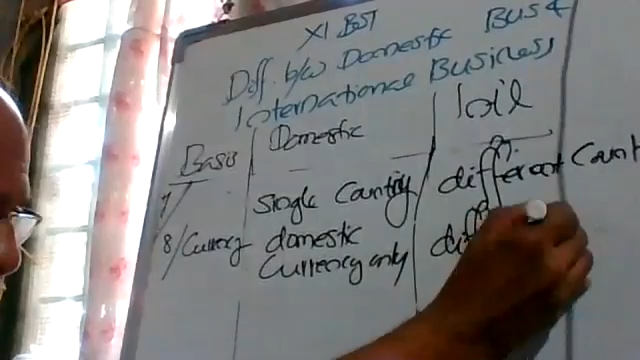 XI BST
Diff. b/w Domestic Bus &
International Business
Basis Domestic Int'l
7/ Single Country different Count
8/ Currency domestic
Currency only diff